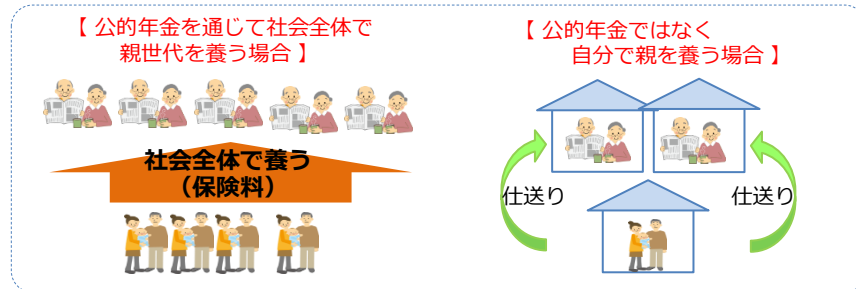 【 公的年金を通じて社会全体で
親世代を養う場合 】
社会全体で養う
（保険料）
【 公的年金ではなく
自分で親を養う場合 】
仕送り
仕送り